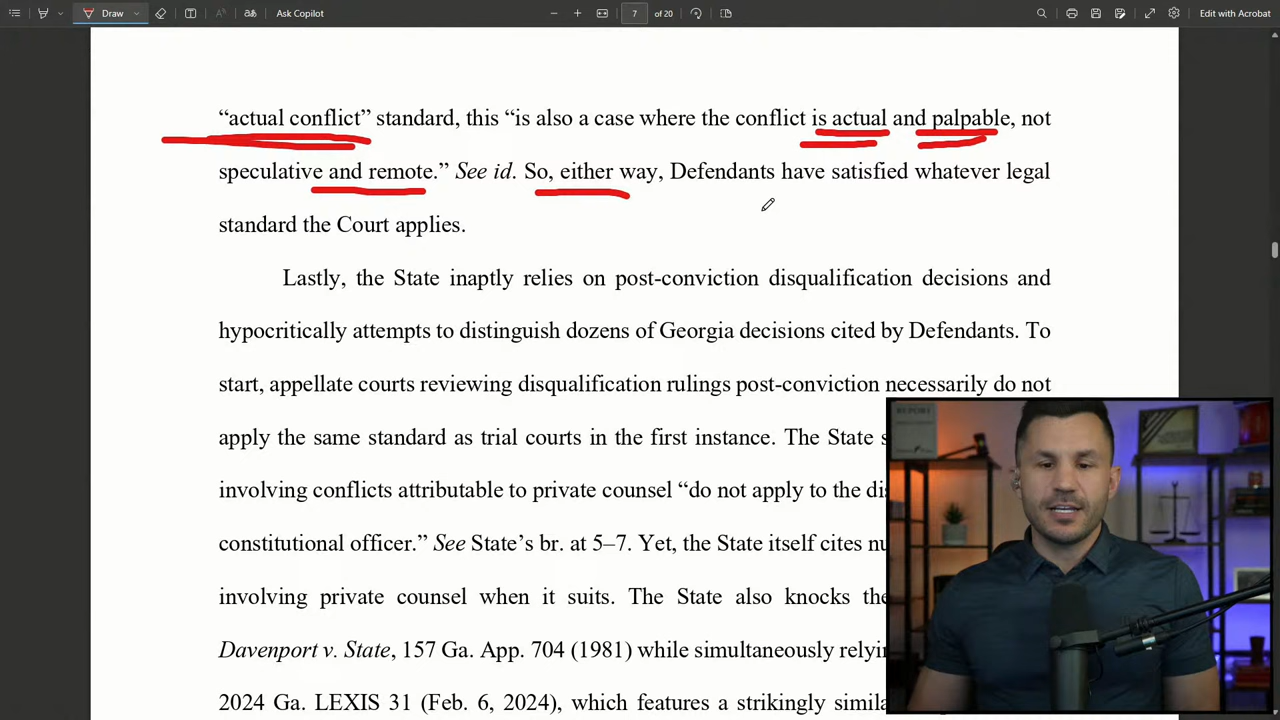 Draw
Ask Copilot
7
of 20
Edit with Acrobat
“actual conflict” standard, this “is also a case where the conflict is actual and palpable, not
speculative and remote.” See id. So, either way, Defendants have satisfied whatever legal
standard the Court applies.
Lastly, the State inaptly relies on post-conviction disqualification decisions and
hypocritically attempts to distinguish dozens of Georgia decisions cited by Defendants. To
start, appellate courts reviewing disqualification rulings post-conviction necessarily do not
apply the same standard as trial courts in the first instance. The State
involving conflicts attributable to private counsel “do not apply to the
constitutional officer.” See State’s br. at 5–7. Yet, the State itself cites
involving private counsel when it suits. The State also knocks
Davenport v. State, 157 Ga. App. 704 (1981) while simultaneously
2024 Ga. LEXIS 31 (Feb. 6, 2024), which features a strikingly
REPORT